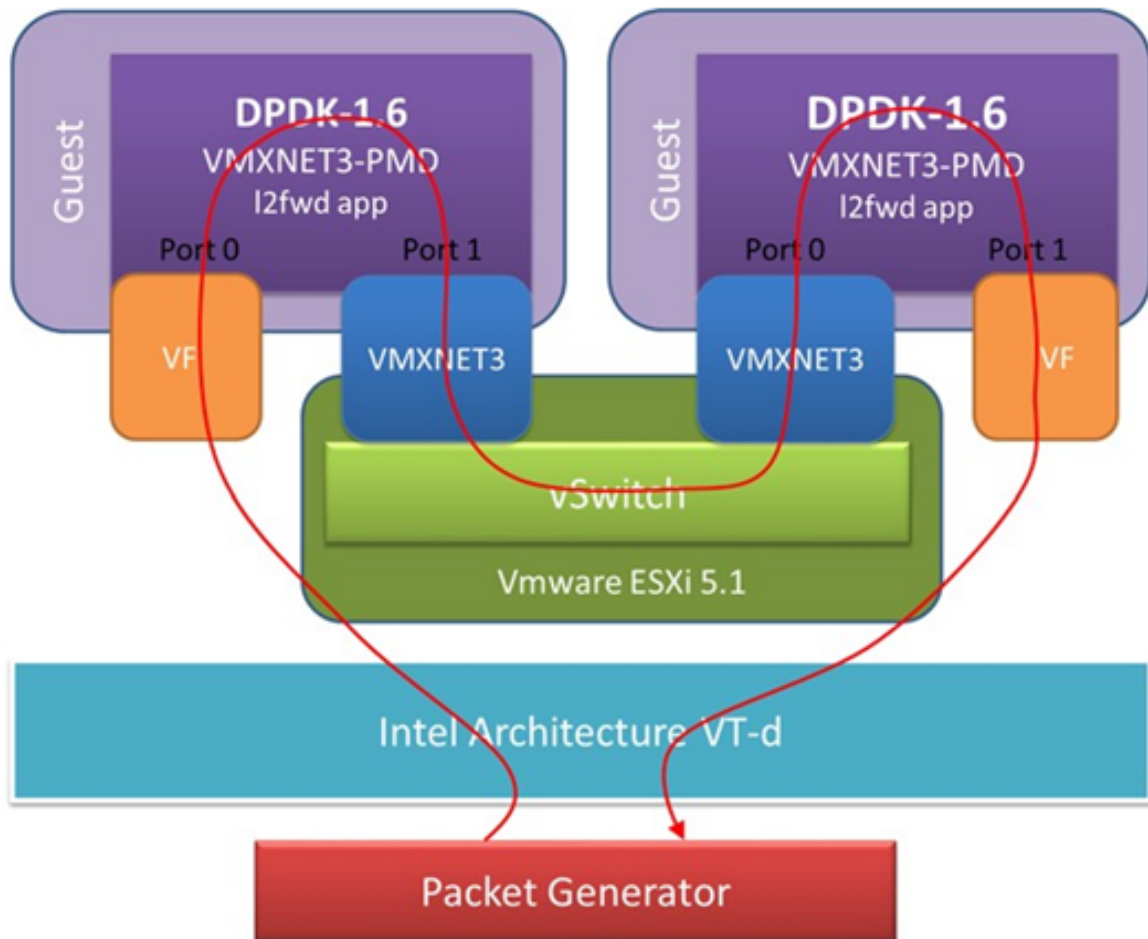 Guest
DPDK-1.6
VMXNET3-PMD
l2fwd app
Port 0
Port 1
VF
VMXNET3
Guest
DPDK-1.6
VMXNET3-PMD
l2fwd app
Port 0
Port 1
VMXNET3
VF
vSwitch
Vmware ESXi 5.1
Intel Architecture VT-d
Packet Generator